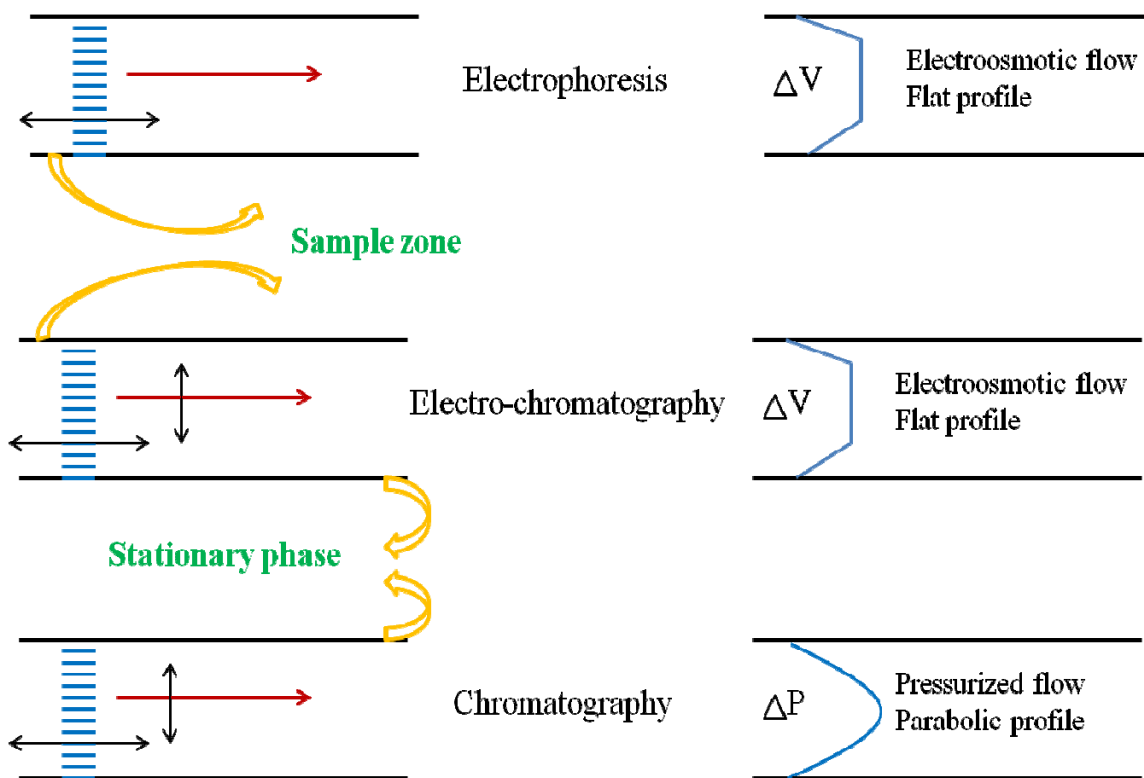 Electrophoresis
ΔV
Electroosmotic flow
Flat profile
Sample zone
Electro-chromatography
ΔV
Electroosmotic flow
Flat profile
Stationary phase
Chromatography
ΔP
Pressurized flow
Parabolic profile